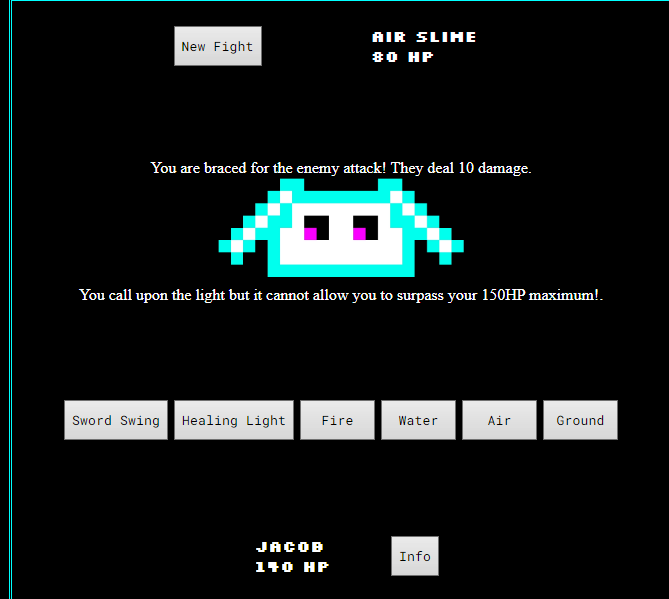 New Fight
AIR SLIME
80 HP
You are braced for the enemy attack! They deal 10 damage.
You call upon the light but it cannot allow you to surpass your 150HP maximum!.
Sword Swing Healing Light Fire Water Air Ground
JACOB
140 HP
Info